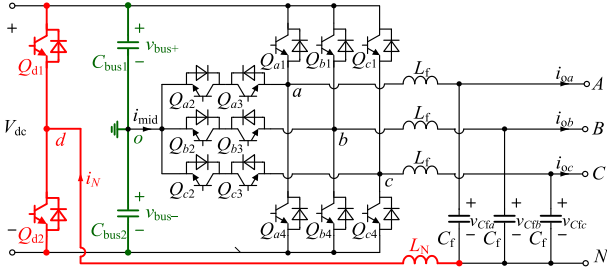 +
Q_d1
C_bus1
+
v_bus+
−
Q_a1
Q_b1
Q_c1
L_f
i_oa
A
Q_a2
Q_a3
a
V_dc
d
o
i_mid
Q_b2
Q_b3
b
L_f
i_ob
B
i_N
Q_c2
Q_c3
c
L_f
i_oc
C
−
Q_d2
C_bus2
+
v_bus−
−
Q_a4
Q_b4
Q_c4
C_f
+
v_Cfa
−
C_f
+
v_Cfb
−
C_f
+
v_Cfc
−
L_N
N